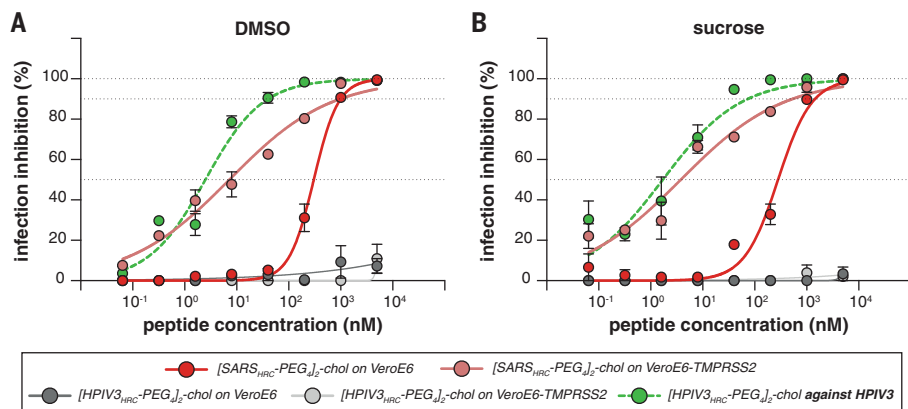 A
DMSO
infection inhibition (%)
100
80
60
40
20
0
10⁻¹ 10⁰ 10¹ 10² 10³ 10⁴
peptide concentration (nM)
B
sucrose
infection inhibition (%)
100
80
60
40
20
0
10⁻¹ 10⁰ 10¹ 10² 10³ 10⁴
peptide concentration (nM)
[SARS_HRC-PEG₄]₂-chol on VeroE6 [SARS_HRC-PEG₄]₂-chol on VeroE6-TMPRSS2
[HPIV3_HRC-PEG₄]₂-chol on VeroE6 [HPIV3_HRC-PEG₄]₂-chol on VeroE6-TMPRSS2 [HPIV3_HRC-PEG₄]₂-chol against HPIV3